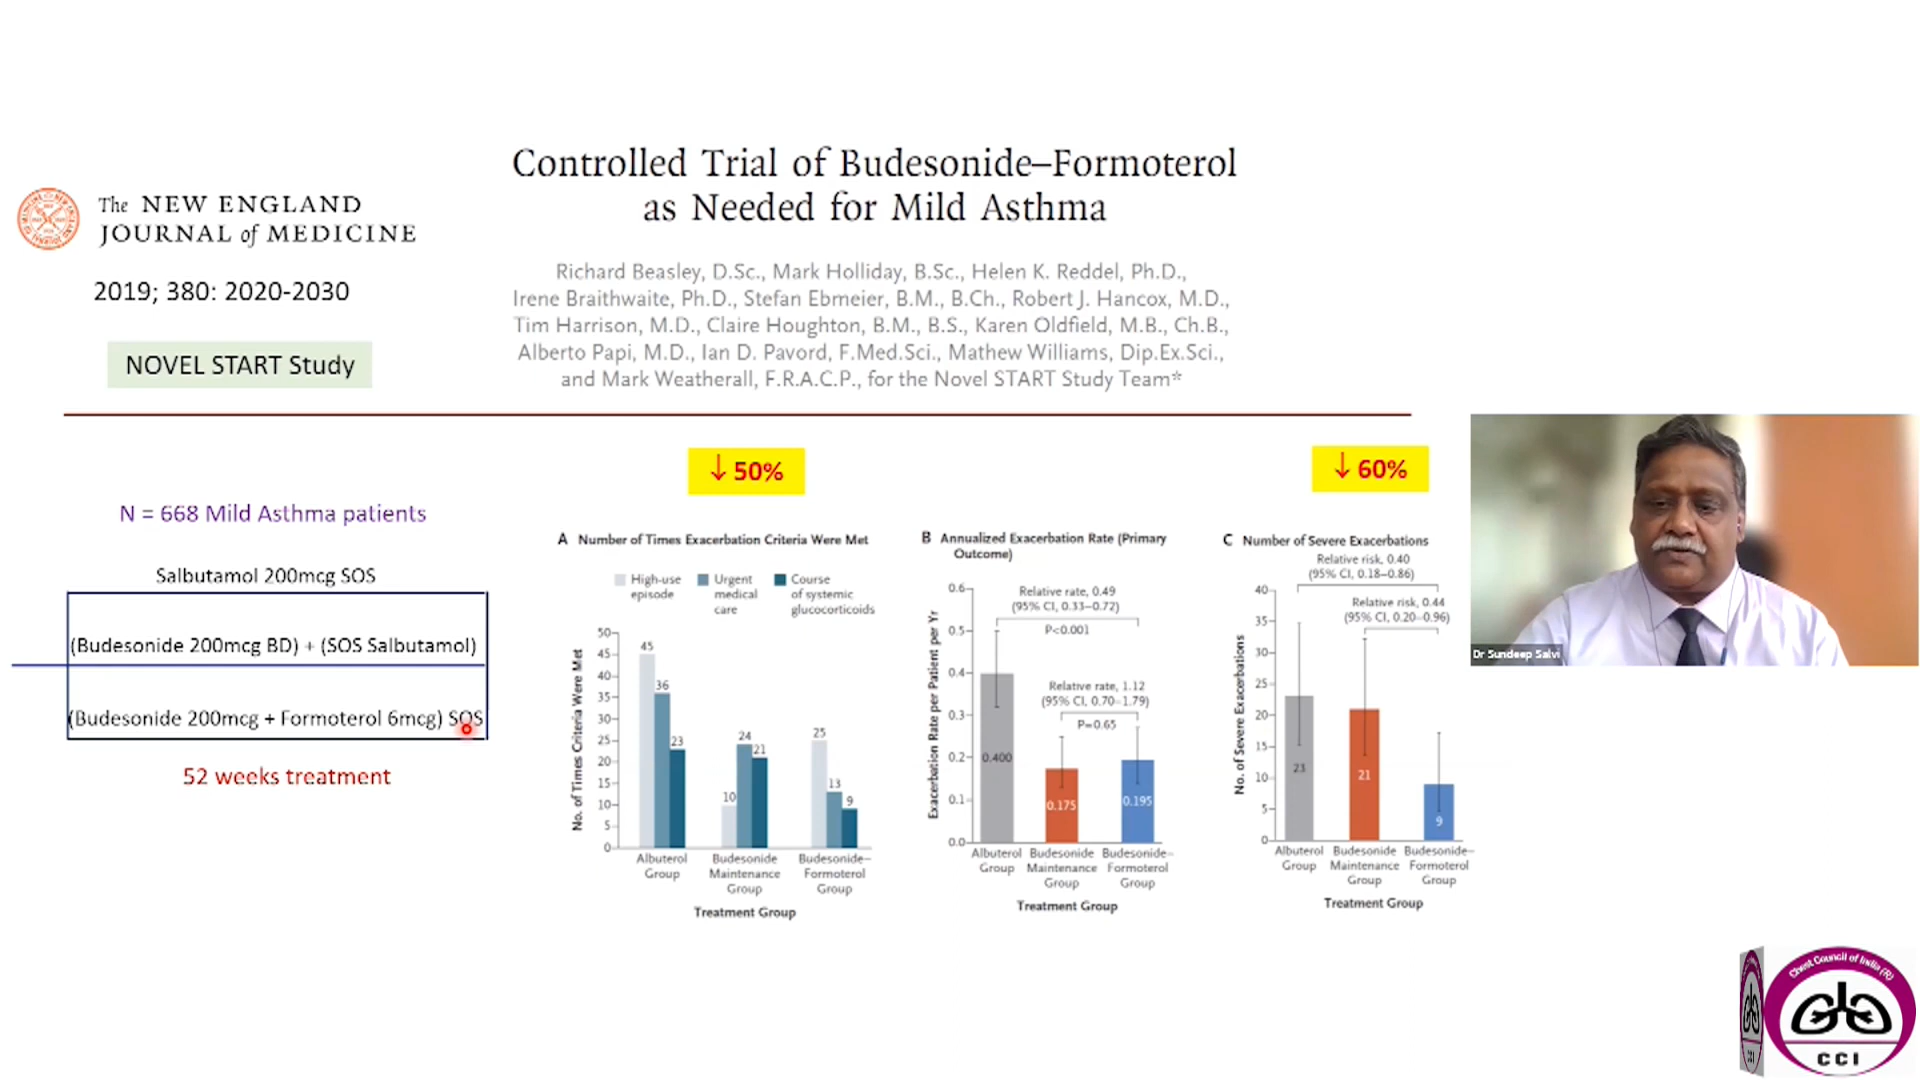 Controlled Trial of Budesonide–Formoterol
as Needed for Mild Asthma
The NEW ENGLAND
JOURNAL of MEDICINE
2019; 380: 2020-2030
NOVEL START Study
Richard Beasley, D.Sc., Mark Holliday, B.Sc., Helen K. Reddel, Ph.D.,
Irene Braithwaite, Ph.D., Stefan Ebmeier, B.M., B.Ch., Robert J. Hancox, M.D.,
Tim Harrison, M.D., Claire Houghton, B.M., B.S., Karen Oldfield, M.B., Ch.B.,
Alberto Papi, M.D., Ian D. Pavord, F.Med.Sci., Mathew Williams, Dip.Ex.Sci.,
and Mark Weatherall, F.R.A.C.P., for the Novel START Study Team*
N = 668 Mild Asthma patients
Salbutamol 200mcg SOS
(Budesonide 200mcg BD) + (SOS Salbutamol)
(Budesonide 200mcg + Formoterol 6mcg) SOS
52 weeks treatment
↓ 50%
A Number of Times Exacerbation Criteria Were Met
High-use
episode
Urgent
medical
care
Course
of systemic
glucocorticoids
No. of Times Criteria Were Met
50
45
40
35
30
25
20
15
10
5
0
45
36
23
10
24
21
25
13
9
Albuterol
Group
Budesonide
Maintenance
Group
Budesonide–
Formoterol
Group
Treatment Group
B Annualized Exacerbation Rate (Primary
Outcome)
Exacerbation Rate per Patient per Yr
0.6
0.5
0.4
0.3
0.2
0.1
0.0
Relative rate, 0.49
(95% CI, 0.33–0.72)
P<0.001
Relative rate, 1.12
(95% CI, 0.70–1.79)
P=0.65
0.400
0.175
0.195
Albuterol
Group
Budesonide
Maintenance
Group
Budesonide–
Formoterol
Group
Treatment Group
↓ 60%
C Number of Severe Exacerbations
Relative risk, 0.40
(95% CI, 0.18–0.86)
Relative risk, 0.44
(95% CI, 0.20–0.96)
No. of Severe Exacerbations
40
35
30
25
20
15
10
5
0
23
21
9
Albuterol
Group
Budesonide
Maintenance
Group
Budesonide–
Formoterol
Group
Treatment Group
Dr Sundeep Salvi
Chest Council of India (R)
CCI